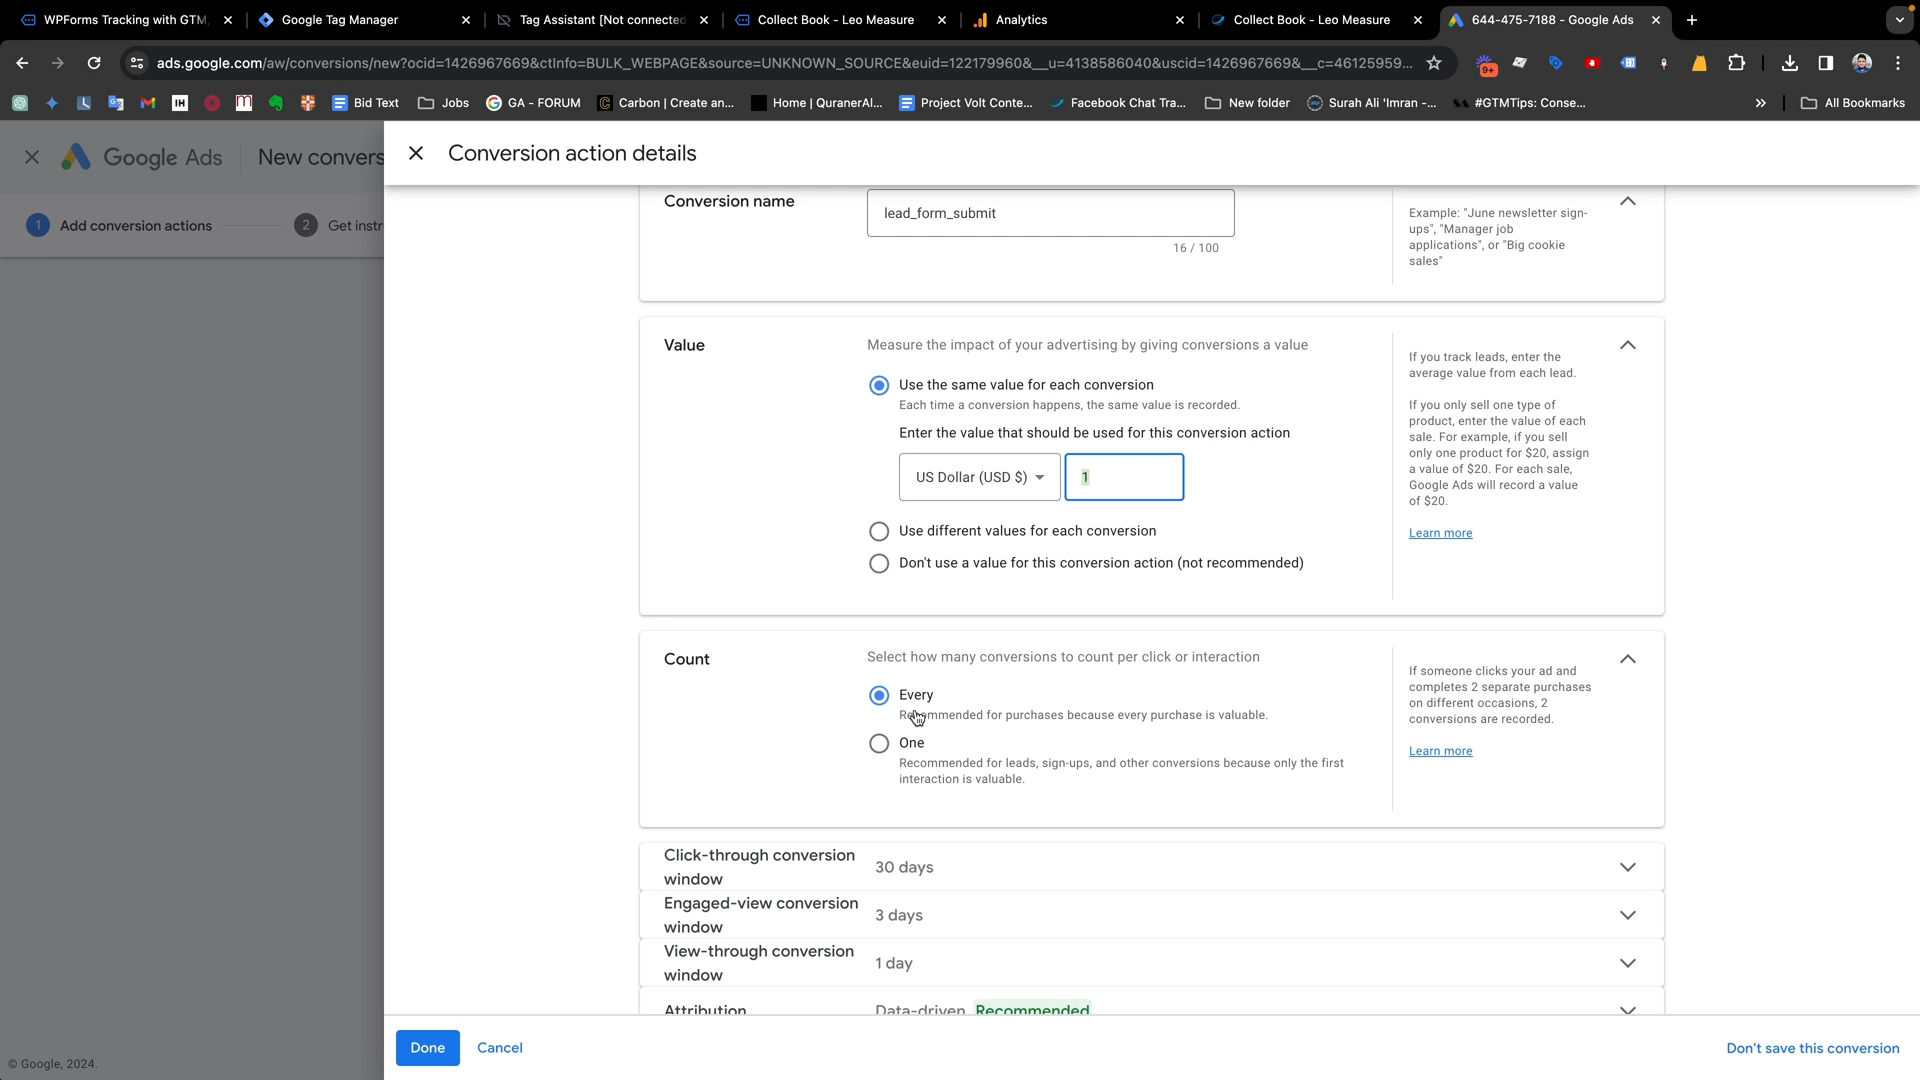 WPForms Tracking with GTM
Google Tag Manager
Tag Assistant [Not connected
Collect Book - Leo Measure
Analytics
Collect Book - Leo Measure
644-475-7188 - Google Ads
ads.google.com/aw/conversions/new?ocid=1426967669&ctInfo=BULK_WEBPAGE&source=UNKNOWN_SOURCE&euid=122179960&__u=4138586040&uscid=1426967669&__c=46125959...
9+
Bid Text
Jobs
GA - FORUM
Carbon | Create an...
Home | QuranerAl...
Project Volt Conte...
Facebook Chat Tra...
New folder
Surah Ali 'Imran -...
#GTMTips: Conse...
All Bookmarks
Google Ads
New convers
Conversion action details
1 Add conversion actions
2 Get instr
Conversion name
lead_form_submit
16 / 100
Example: "June newsletter sign-
ups", "Manager job
applications", or "Big cookie
sales"
Value
Measure the impact of your advertising by giving conversions a value
Use the same value for each conversion
Each time a conversion happens, the same value is recorded.
Enter the value that should be used for this conversion action
US Dollar (USD $)
1
Use different values for each conversion
Don't use a value for this conversion action (not recommended)
If you track leads, enter the
average value from each lead.
If you only sell one type of
product, enter the value of each
sale. For example, if you sell
only one product for $20, assign
a value of $20. For each sale,
Google Ads will record a value
of $20.
Learn more
Count
Select how many conversions to count per click or interaction
Every
Recommended for purchases because every purchase is valuable.
One
Recommended for leads, sign-ups, and other conversions because only the first
interaction is valuable.
If someone clicks your ad and
completes 2 separate purchases
on different occasions, 2
conversions are recorded.
Learn more
Click-through conversion
window
30 days
Engaged-view conversion
window
3 days
View-through conversion
window
1 day
Attribution
Data-driven Recommended
Done
Cancel
Don't save this conversion
© Google, 2024.